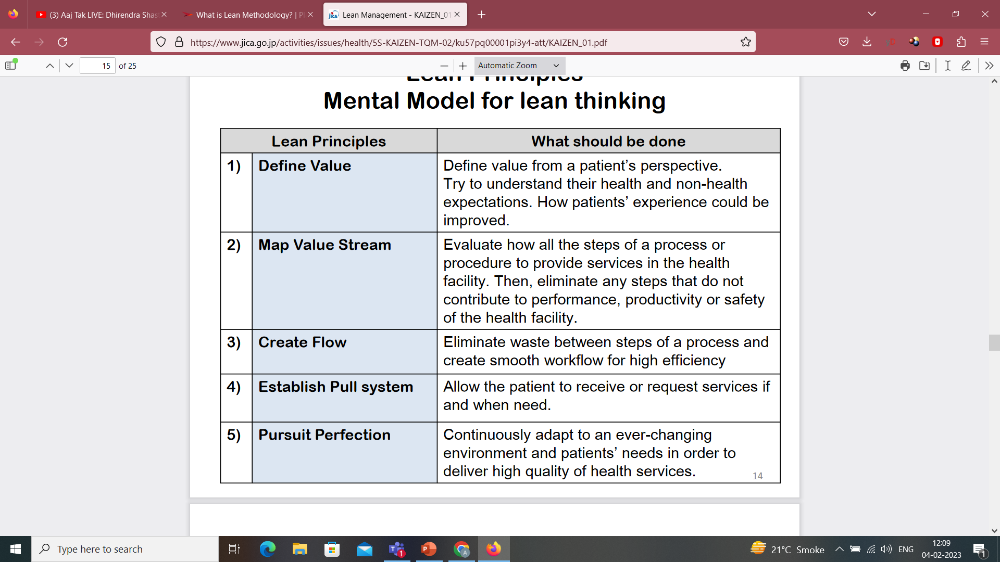 (3) Aaj Tak LIVE: Dhirendra Shast
What is Lean Methodology? | Pl
Lean Management - KAIZEN_01
https://www.jica.go.jp/activities/issues/health/5S-KAIZEN-TQM-02/ku57pq00001pi3y4-att/KAIZEN_01.pdf
15 of 25
Automatic Zoom
Lean Principles
Mental Model for lean thinking
Lean Principles
What should be done
1) Define Value
Define value from a patient’s perspective.
Try to understand their health and non-health
expectations. How patients’ experience could be
improved.
2) Map Value Stream
Evaluate how all the steps of a process or
procedure to provide services in the health
facility. Then, eliminate any steps that do not
contribute to performance, productivity or safety
of the health facility.
3) Create Flow
Eliminate waste between steps of a process and
create smooth workflow for high efficiency
4) Establish Pull system
Allow the patient to receive or request services if
and when need.
5) Pursuit Perfection
Continuously adapt to an ever-changing
environment and patients’ needs in order to
deliver high quality of health services.
14
Type here to search
21°C Smoke
ENG
12:09
04-02-2023
1